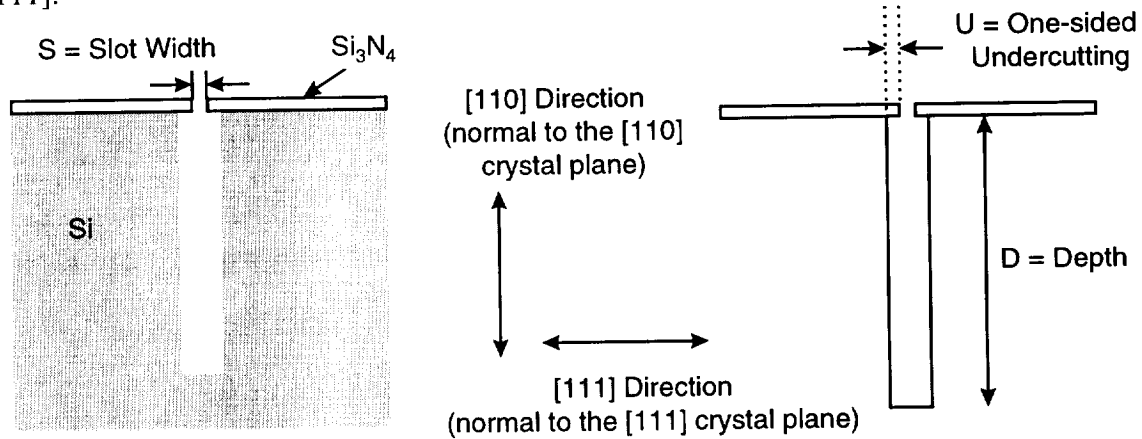 S = Slot Width
Si₃N₄
Si
[110] Direction
(normal to the [110]
crystal plane)
[111] Direction
(normal to the [111] crystal plane)
U = One-sided
Undercutting
D = Depth